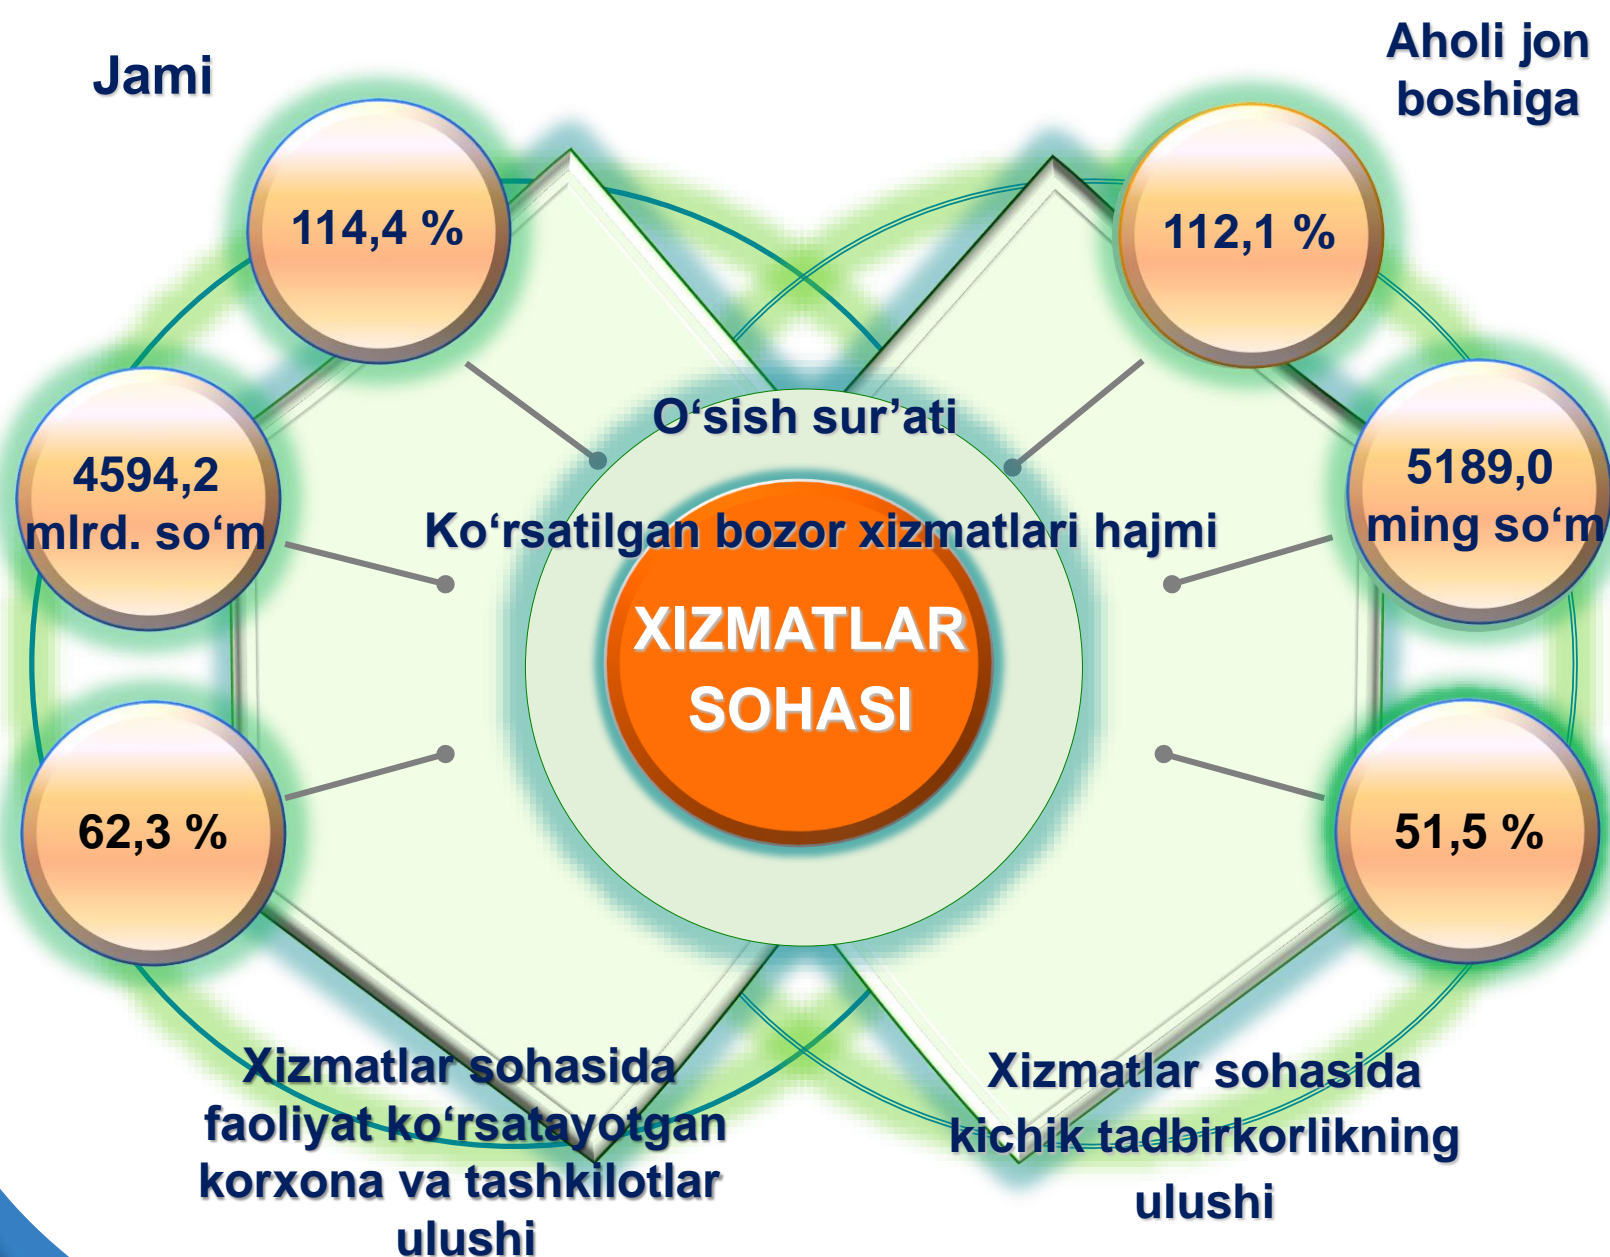 Jami
Aholi jon
boshiga
114,4 %
112,1 %
O‘sish sur’ati
4594,2
mlrd. so‘m
5189,0
ming so‘m
Ko‘rsatilgan bozor xizmatlari hajmi
XIZMATLAR
SOHASI
62,3 %
51,5 %
Xizmatlar sohasida
faoliyat ko‘rsatayotgan
korxona va tashkilotlar
ulushi
Xizmatlar sohasida
kichik tadbirkorlikning
ulushi